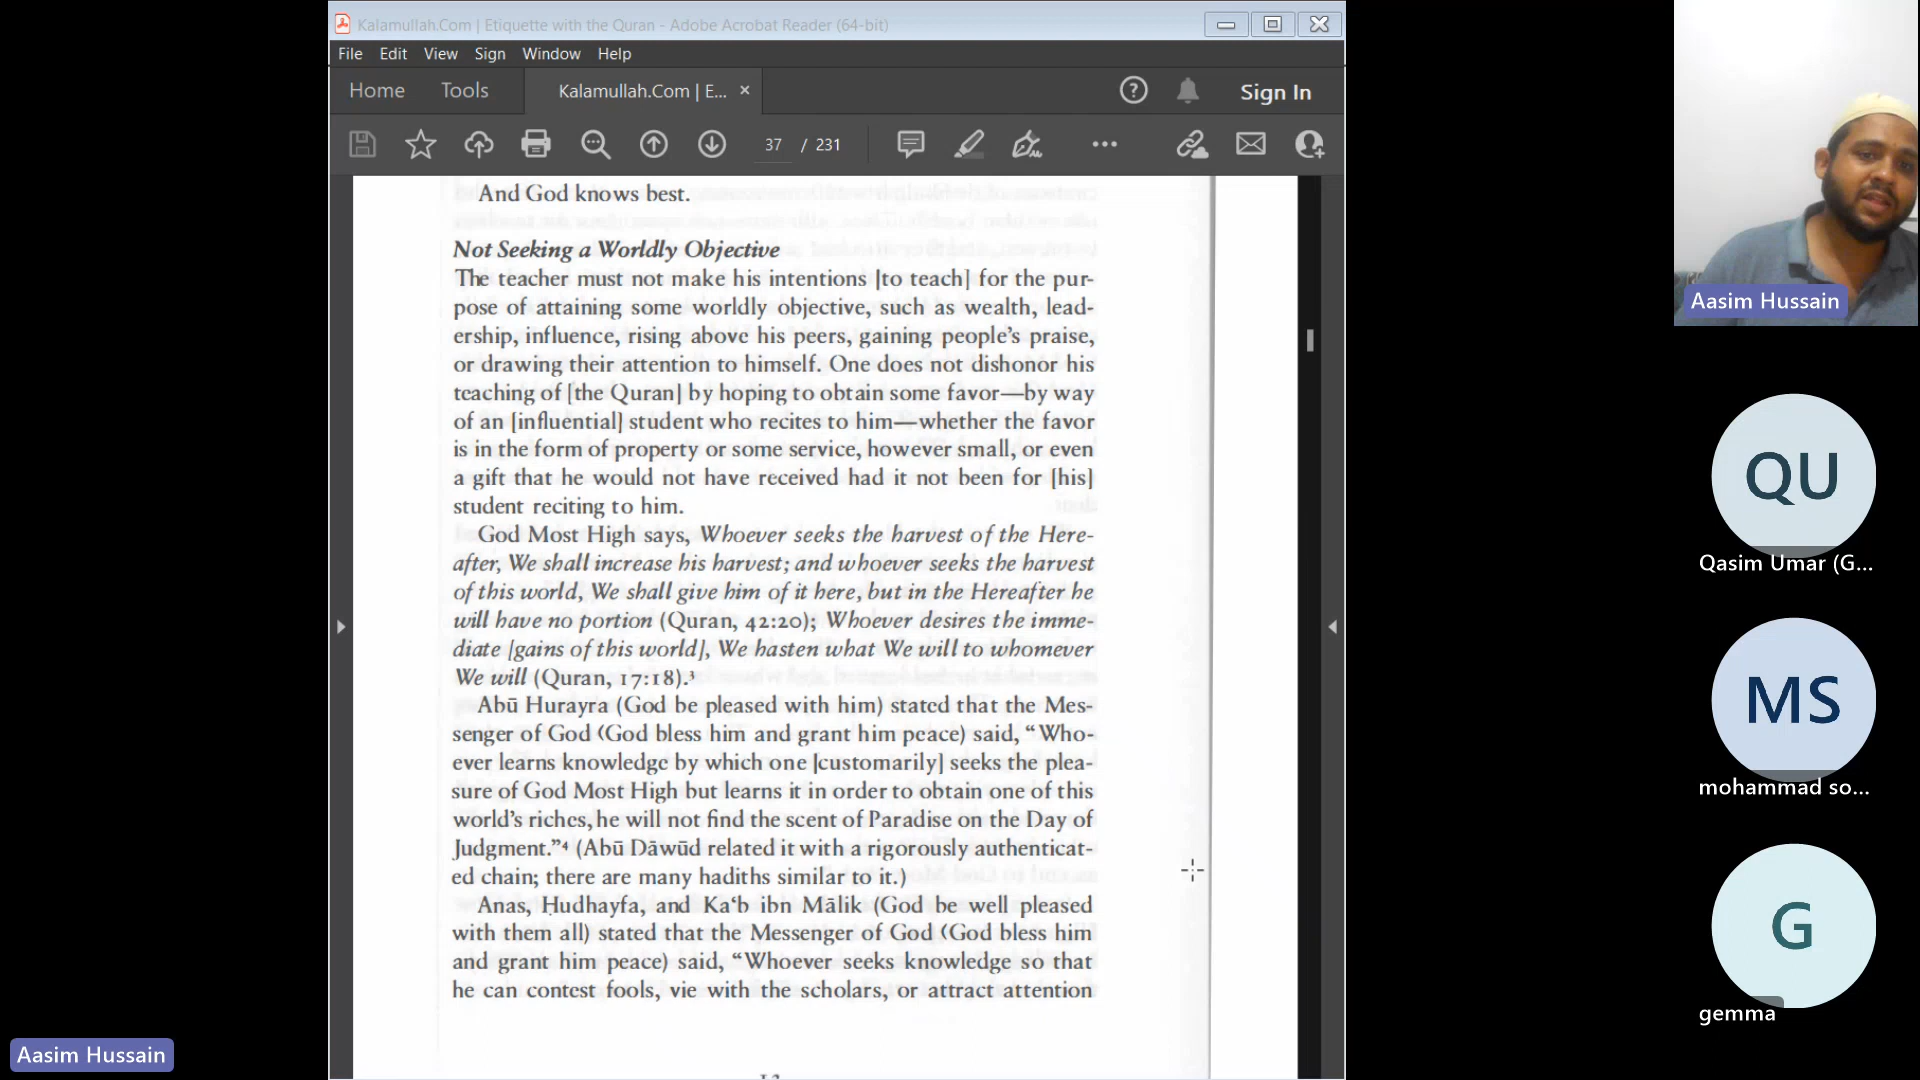 Kalamullah.Com | Etiquette with the Quran - Adobe Acrobat Reader (64-bit)
File Edit View Sign Window Help
Home Tools Kalamullah.Com | E... × ? Sign In
37 / 231
And God knows best.
Not Seeking a Worldly Objective
The teacher must not make his intentions [to teach] for the pur-
pose of attaining some worldly objective, such as wealth, lead-
ership, influence, rising above his peers, gaining people's praise,
or drawing their attention to himself. One does not dishonor his
teaching of [the Quran] by hoping to obtain some favor—by way
of an [influential] student who recites to him—whether the favor
is in the form of property or some service, however small, or even
a gift that he would not have received had it not been for [his]
student reciting to him.
God Most High says, Whoever seeks the harvest of the Here-
after, We shall increase his harvest; and whoever seeks the harvest
of this world, We shall give him of it here, but in the Hereafter he
will have no portion (Quran, 42:20); Whoever desires the imme-
diate [gains of this world], We hasten what We will to whomever
We will (Quran, 17:18).³
Abū Hurayra (God be pleased with him) stated that the Mes-
senger of God (God bless him and grant him peace) said, "Who-
ever learns knowledge by which one [customarily] seeks the plea-
sure of God Most High but learns it in order to obtain one of this
world's riches, he will not find the scent of Paradise on the Day of
Judgment."⁴ (Abū Dāwūd related it with a rigorously authenticat-
ed chain; there are many hadiths similar to it.)
Anas, Ḥudhayfa, and Ka‘b ibn Mālik (God be well pleased
with them all) stated that the Messenger of God (God bless him
and grant him peace) said, "Whoever seeks knowledge so that
he can contest fools, vie with the scholars, or attract attention
Aasim Hussain
QU
Qasim Umar (G...
MS
mohammad so...
G
gemma
Aasim Hussain